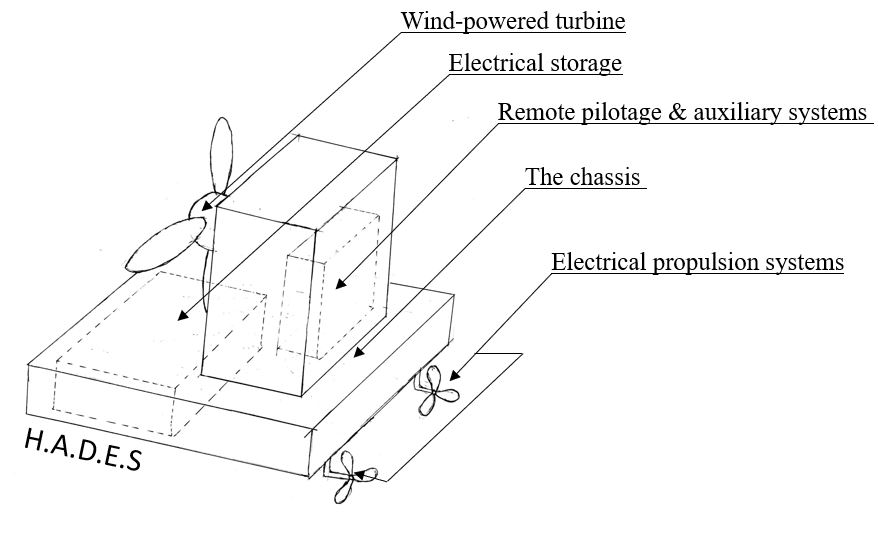 Wind-powered turbine
Electrical storage
Remote pilotage & auxiliary systems
The chassis
Electrical propulsion systems
H.A.D.E.S